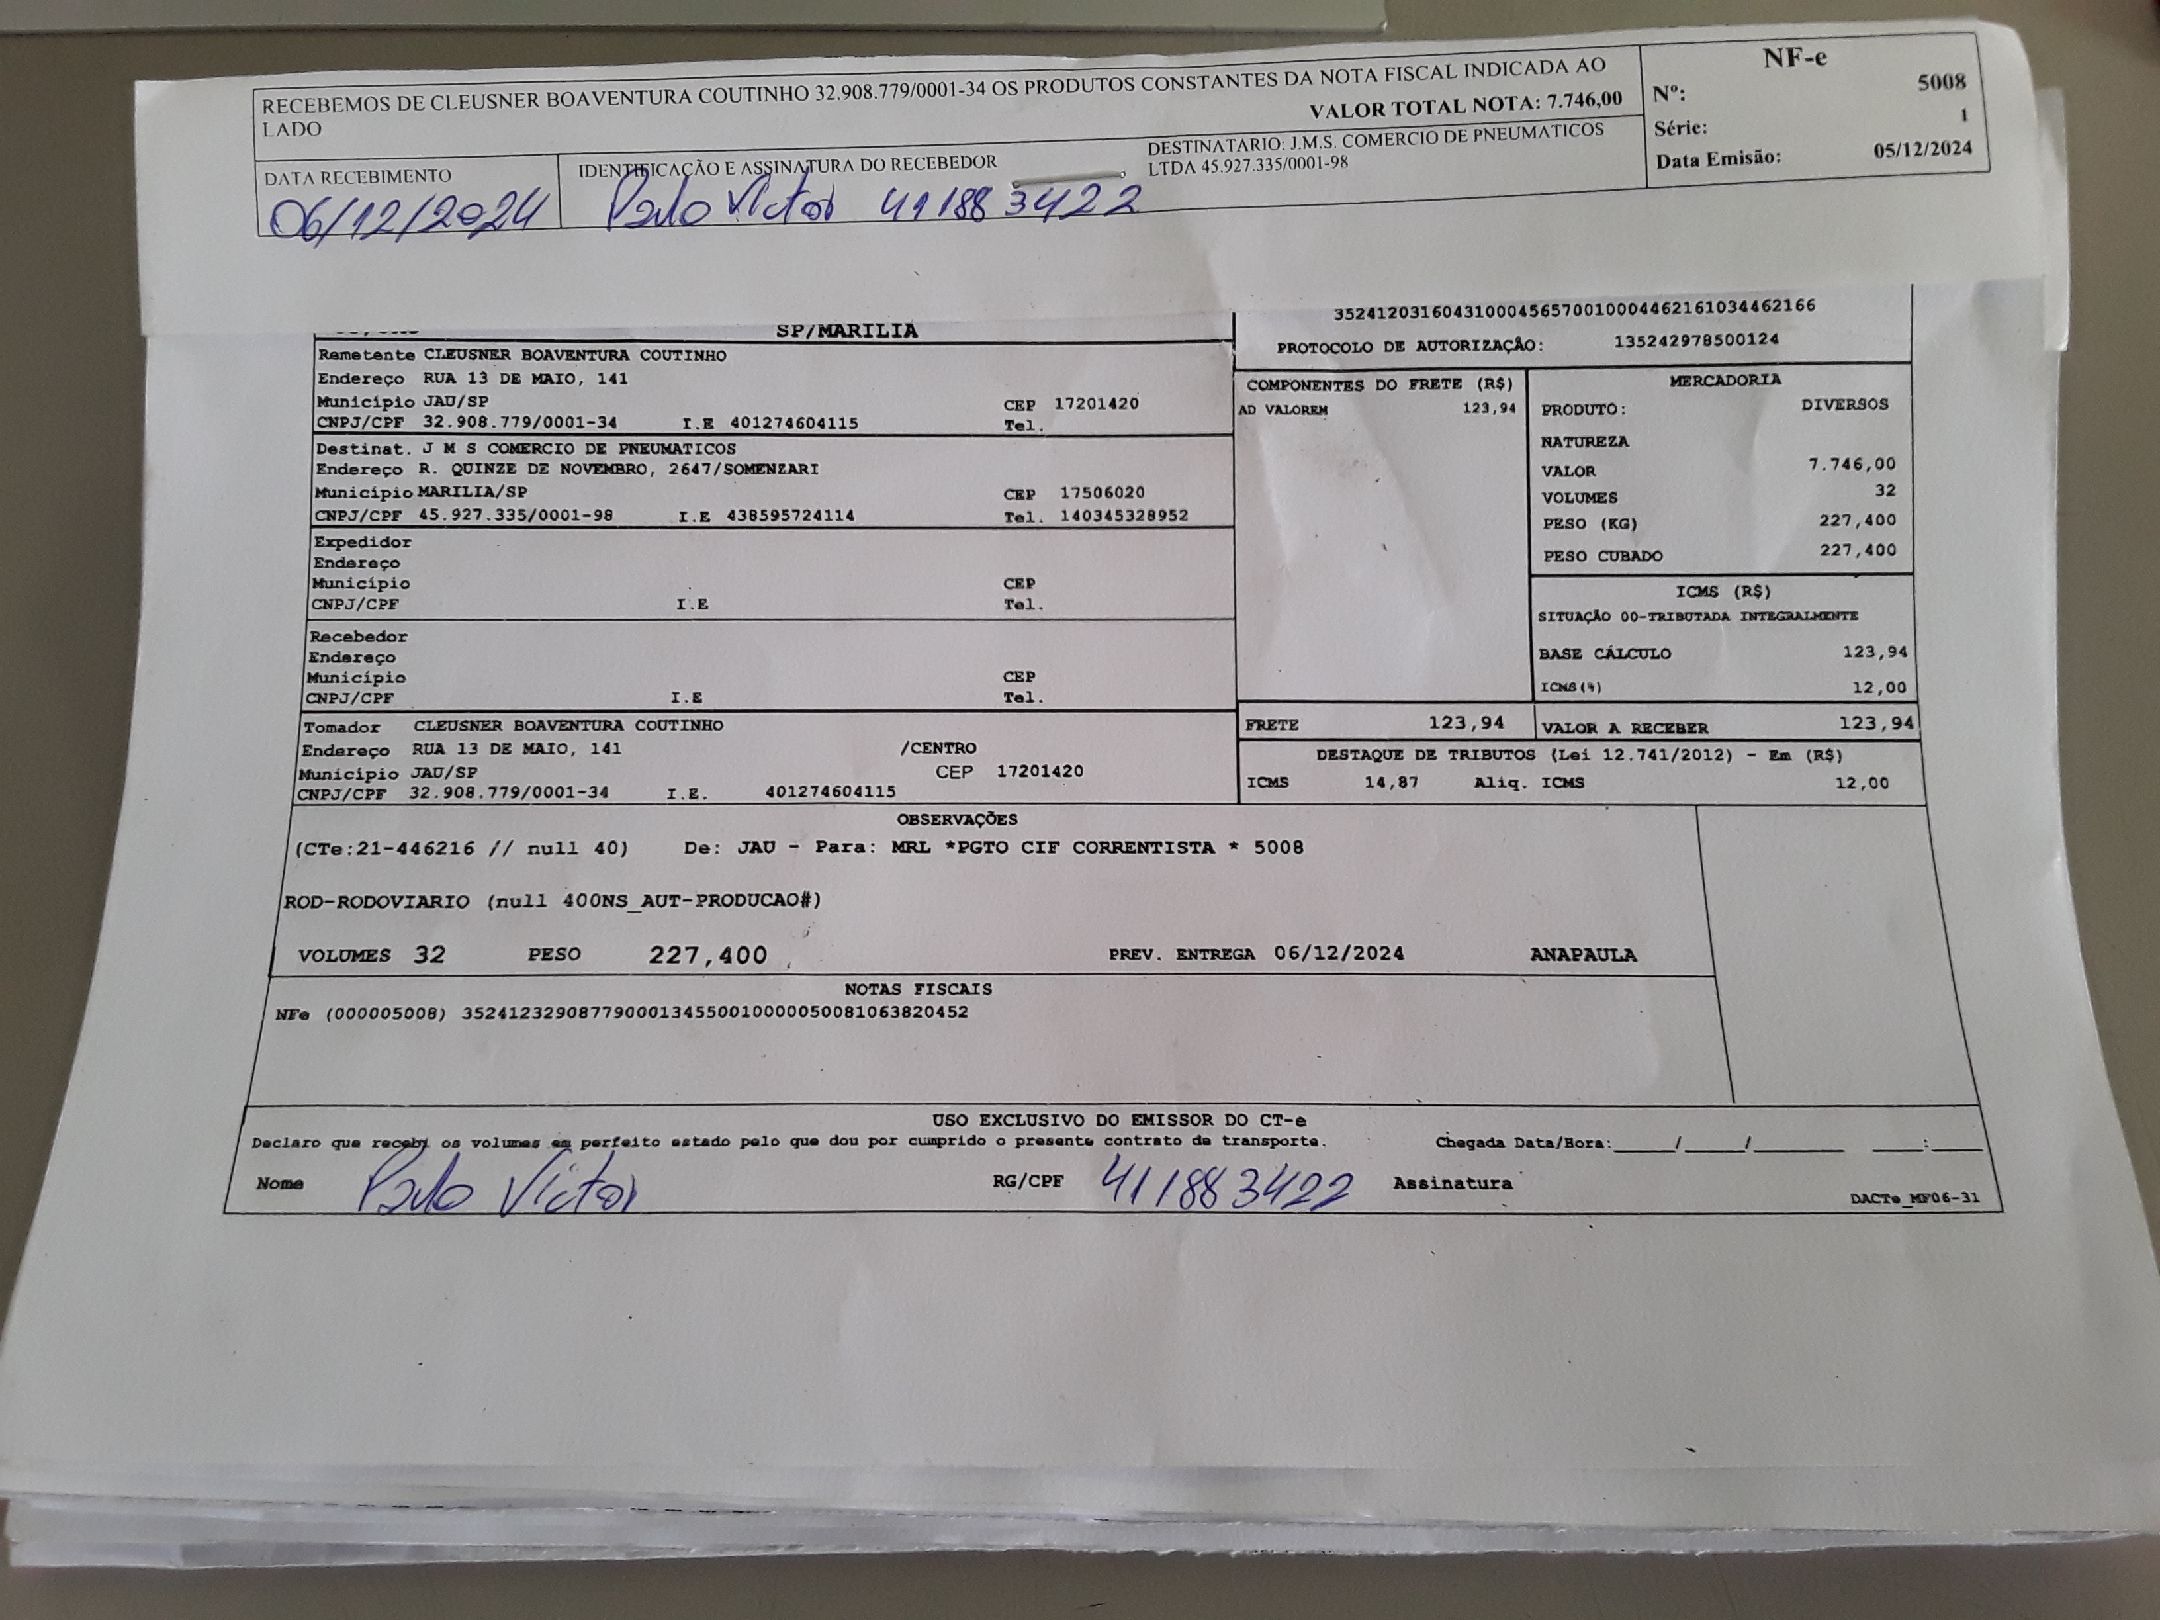 RECEBEMOS DE CLEUSNER BOAVENTURA COUTINHO 32.908.779/0001-34 OS PRODUTOS CONSTANTES DA NOTA FISCAL INDICADA AO
LADO
VALOR TOTAL NOTA: 7.746,00
NF-e
Nº: 5008
Série: 1
Data Emisão: 05/12/2024
DATA RECEBIMENTO
06/12/2024
IDENTIFICAÇÃO E ASSINATURA DO RECEBEDOR
Paulo Victor 411883422
DESTINATARIO: J.M.S. COMERCIO DE PNEUMATICOS
LTDA 45.927.335/0001-98
SP/MARILIA
35241203160431000456570010004462161034462166
PROTOCOLO DE AUTORIZAÇÃO: 135242978500124
Remetente CLEUSNER BOAVENTURA COUTINHO
Endereço RUA 13 DE MAIO, 141
Município JAU/SP CEP 17201420
CNPJ/CPF 32.908.779/0001-34 I.E 401274604115 Tel.
Destinat. J M S COMERCIO DE PNEUMATICOS
Endereço R. QUINZE DE NOVEMBRO, 2647/SOMENZARI
Município MARILIA/SP CEP 17506020
CNPJ/CPF 45.927.335/0001-98 I.E 438595724114 Tel. 140345328952
Expedidor
Endereço
Município CEP
CNPJ/CPF I.E Tel.
Recebedor
Endereço
Município CEP
CNPJ/CPF I.E Tel.
Tomador CLEUSNER BOAVENTURA COUTINHO
Endereço RUA 13 DE MAIO, 141 /CENTRO
Município JAU/SP CEP 17201420
CNPJ/CPF 32.908.779/0001-34 I.E. 401274604115
COMPONENTES DO FRETE (R$)
AD VALOREM 123,94
MERCADORIA
PRODUTO: DIVERSOS
NATUREZA
VALOR 7.746,00
VOLUMES 32
PESO (KG) 227,400
PESO CUBADO 227,400
ICMS (R$)
SITUAÇÃO 00-TRIBUTADA INTEGRALMENTE
BASE CÁLCULO 123,94
ICMS(%) 12,00
FRETE 123,94 VALOR A RECEBER 123,94
DESTAQUE DE TRIBUTOS (Lei 12.741/2012) - Em (R$)
ICMS 14,87 Aliq. ICMS 12,00
OBSERVAÇÕES
(CTe:21-446216 // null 40) De: JAU - Para: MRL *PGTO CIF CORRENTISTA * 5008
ROD-RODOVIARIO (null 400NS_AUT-PRODUCAO#)
VOLUMES 32 PESO 227,400 PREV. ENTREGA 06/12/2024 ANAPAULA
NOTAS FISCAIS
NFe (000005008) 35241232908779000134550010000050081063820452
USO EXCLUSIVO DO EMISSOR DO CT-e
Declaro que recebi os volumes em perfeito estado pelo que dou por cumprido o presente contrato de transporte. Chegada Data/Hora:_____/_____/_______ ____:____
Nome Paulo Victor RG/CPF 411883422 Assinatura
DACTe_MF06-31